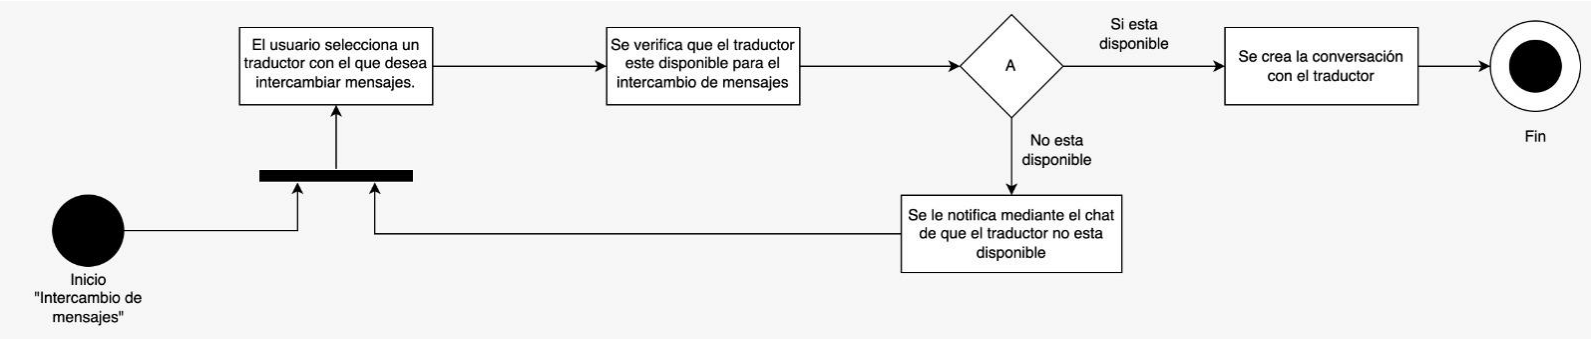 El usuario selecciona un
traductor con el que desea
intercambiar mensajes.
Se verifica que el traductor
este disponible para el
intercambio de mensajes
A
Si esta
disponible
Se crea la conversación
con el traductor
Fin
No esta
disponible
Se le notifica mediante el chat
de que el traductor no esta
disponible
Inicio
"Intercambio de
mensajes"